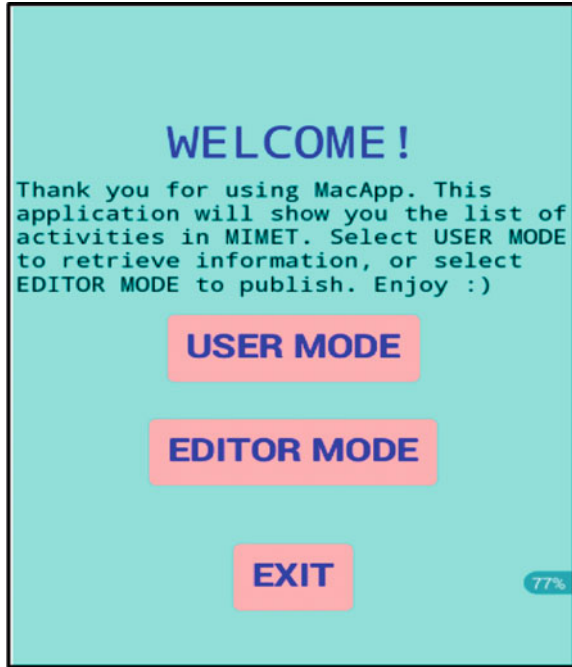 WELCOME!
Thank you for using MacApp. This
application will show you the list of
activities in MIMET. Select USER MODE
to retrieve information, or select
EDITOR MODE to publish. Enjoy :)
USER MODE
EDITOR MODE
EXIT
77%